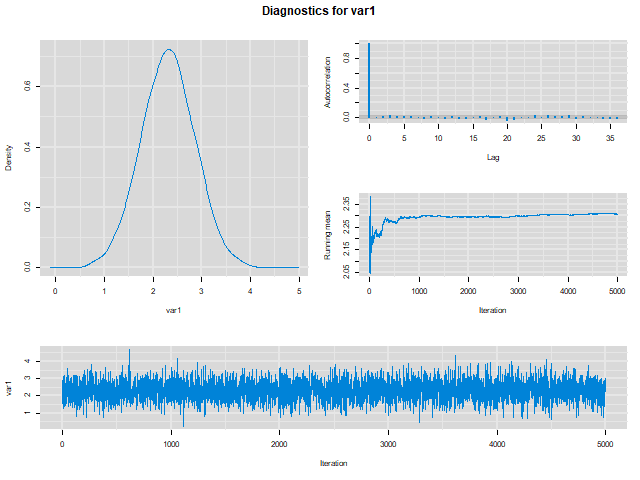 Diagnostics for var1
Density
0.0 0.2 0.4 0.6
0 1 2 3 4 5
var1
Autocorrelation
0.0 0.4 0.8
0 5 10 15 20 25 30 35
Lag
Running mean
2.05 2.15 2.25 2.35
0 1000 2000 3000 4000 5000
Iteration
var1
1 2 3 4
0 1000 2000 3000 4000 5000
Iteration